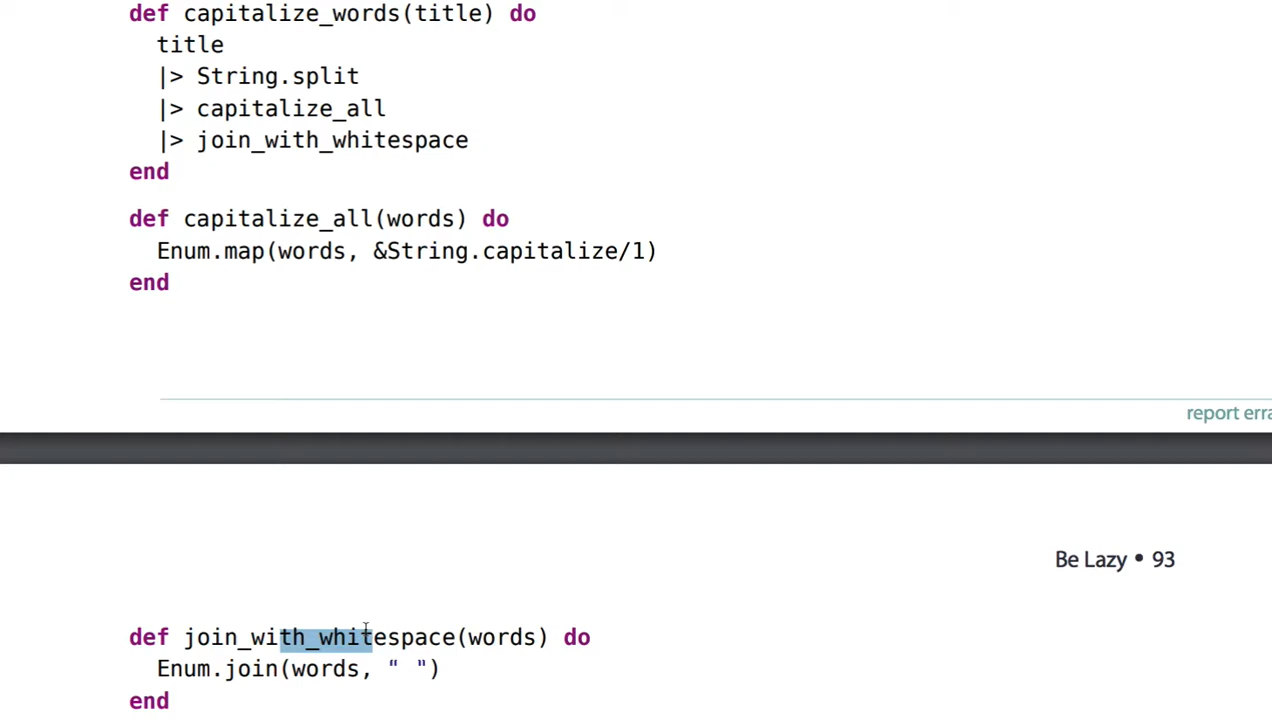 def capitalize_words(title) do
title
|> String.split
|> capitalize_all
|> join_with_whitespace
end
def capitalize_all(words) do
Enum.map(words, &String.capitalize/1)
end
report erra
Be Lazy • 93
def join_with_whitespace(words) do
Enum.join(words, " ")
end